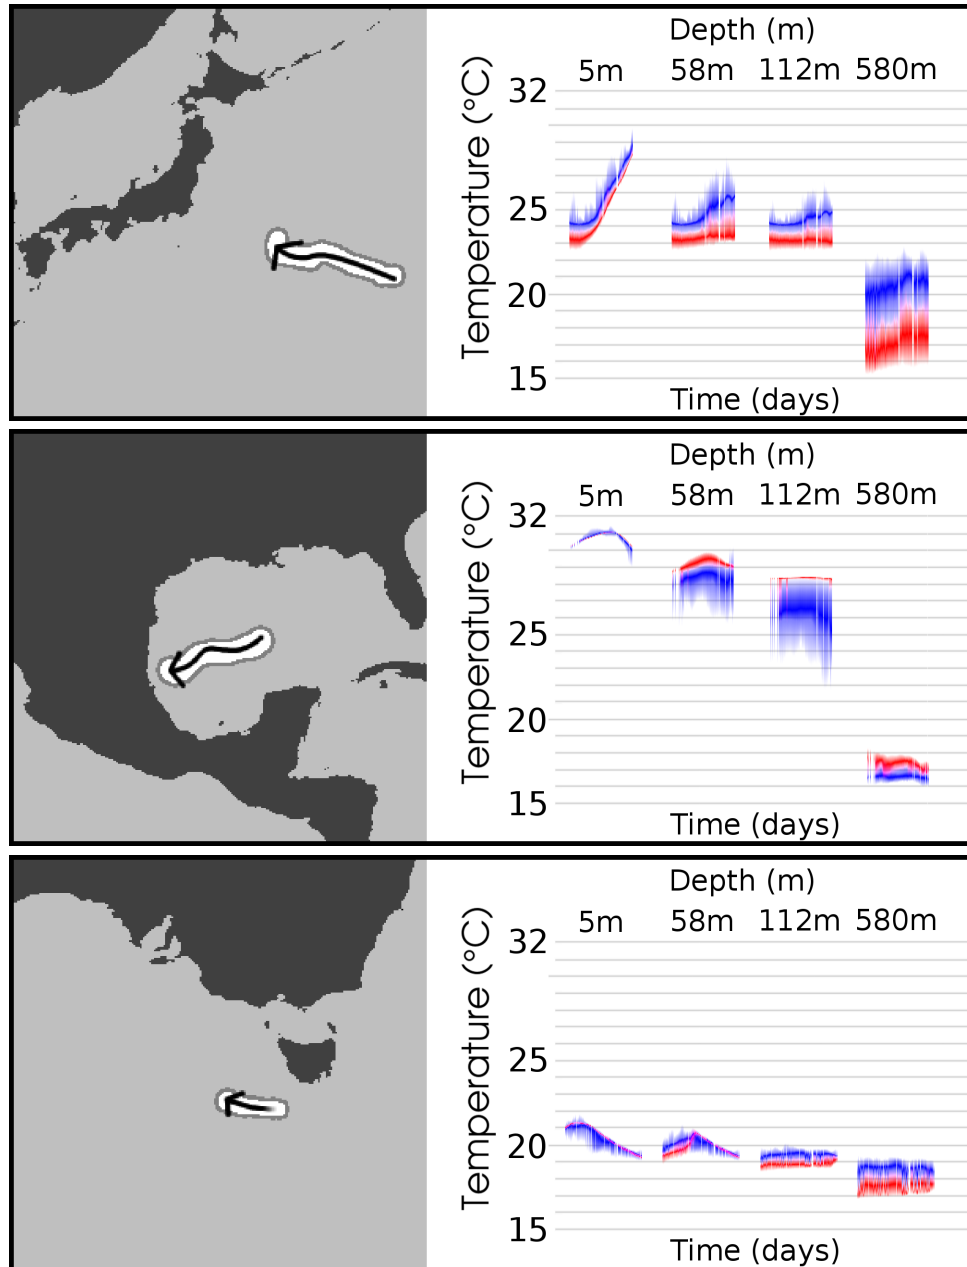 Depth (m)
5m 58m 112m 580m
32
25
20
15
Temperature (°C)
Time (days)
Depth (m)
5m 58m 112m 580m
32
25
20
15
Temperature (°C)
Time (days)
Depth (m)
5m 58m 112m 580m
32
25
20
15
Temperature (°C)
Time (days)